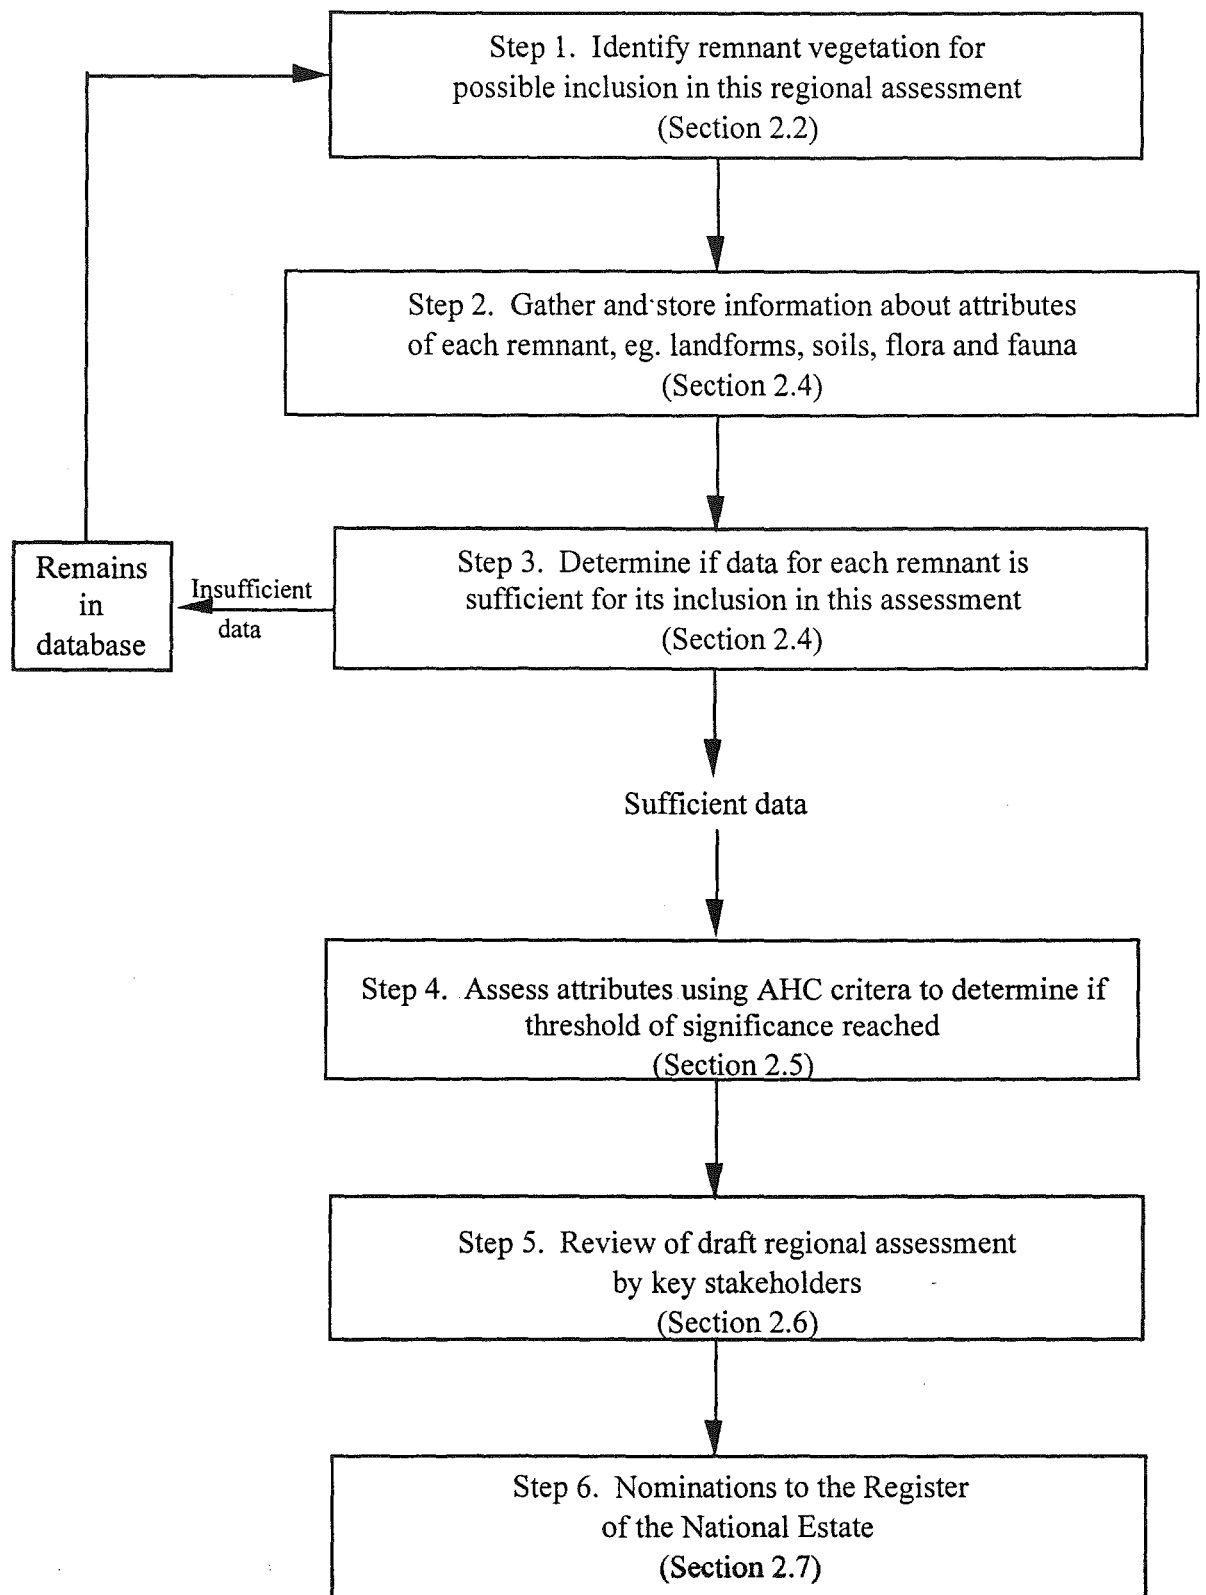 Step 1. Identify remnant vegetation for
possible inclusion in this regional assessment
(Section 2.2)
Step 2. Gather and store information about attributes
of each remnant, eg. landforms, soils, flora and fauna
(Section 2.4)
Step 3. Determine if data for each remnant is
sufficient for its inclusion in this assessment
(Section 2.4)
Insufficient
data
Remains
in
database
Sufficient data
Step 4. Assess attributes using AHC critera to determine if
threshold of significance reached
(Section 2.5)
Step 5. Review of draft regional assessment
by key stakeholders
(Section 2.6)
Step 6. Nominations to the Register
of the National Estate
(Section 2.7)